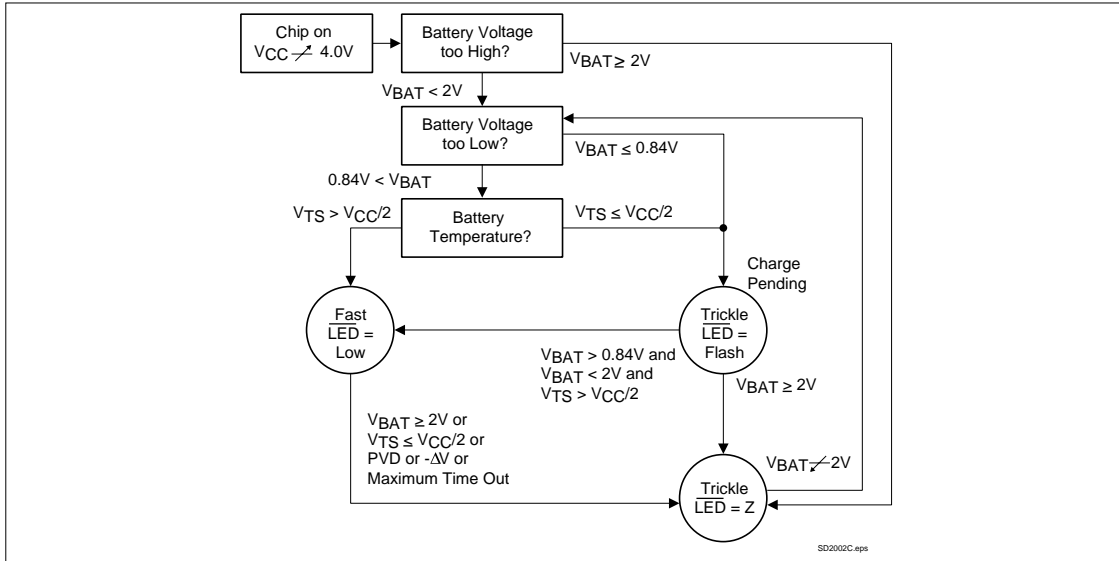 Chip on
VCC 4.0V
Battery Voltage
too High?
VBAT ≥ 2V
VBAT < 2V
Battery Voltage
too Low?
VBAT ≤ 0.84V
0.84V < VBAT
VTS > VCC/2
Battery
Temperature?
VTS ≤ VCC/2
Charge
Pending
Fast
LED =
Low
Trickle
LED =
Flash
VBAT > 0.84V and
VBAT < 2V and
VTS > VCC/2
VBAT ≥ 2V
VBAT ≥ 2V or
VTS ≤ VCC/2 or
PVD or -ΔV or
Maximum Time Out
VBAT 2V
Trickle
LED = Z
SD2002C.eps